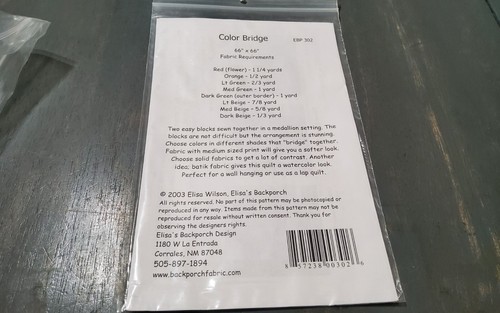 Color Bridge EBP 302
66" x 66"
Fabric Requirements
Red (flower) - 1 1/4 yards
Orange - 1/2 yard
Lt Green - 2/3 yard
Med Green - 1 yard
Dark Green (outer border) - 1 yard
Lt Beige - 7/8 yard
Med Beige - 5/8 yard
Dark Beige - 1/3 yard
Two easy blocks sewn together in a medallion setting. The
blocks are not difficult but the arrangement is stunning.
Choose colors in different shades that "bridge" together.
Fabric with medium sized print will give you a softer look.
Choose solid fabrics to get a lot of contrast. Another
idea; batik fabric gives this quilt a watercolor look.
Perfect for a wall hanging or use as a lap quilt.
© 2003 Elisa Wilson, Elisa's Backporch
All rights reserved. No part of this pattern may be photocopied or
reproduced in any way. Items made from this pattern may not be
reproduced for resale without written consent. Thank you for
observing the designers rights.
Elisa's Backporch Design
1180 W La Entrada
Corrales, NM 87048
505-897-1894
www.backporchfabric.com
8 57238 00302 6